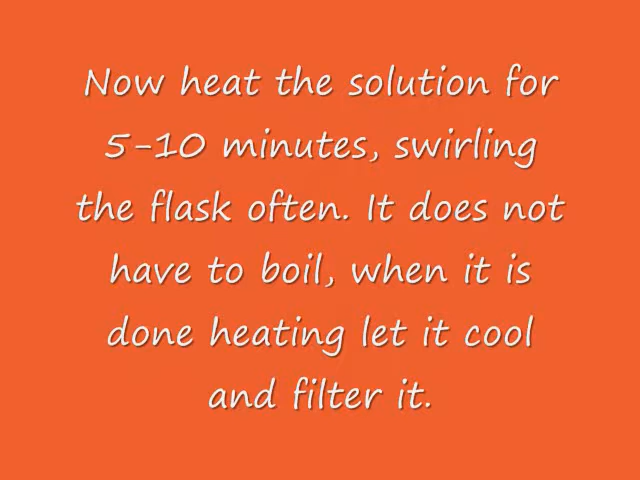 Now heat the solution for
5-10 minutes, swirling
the flask often. It does not
have to boil, when it is
done heating let it cool
and filter it.